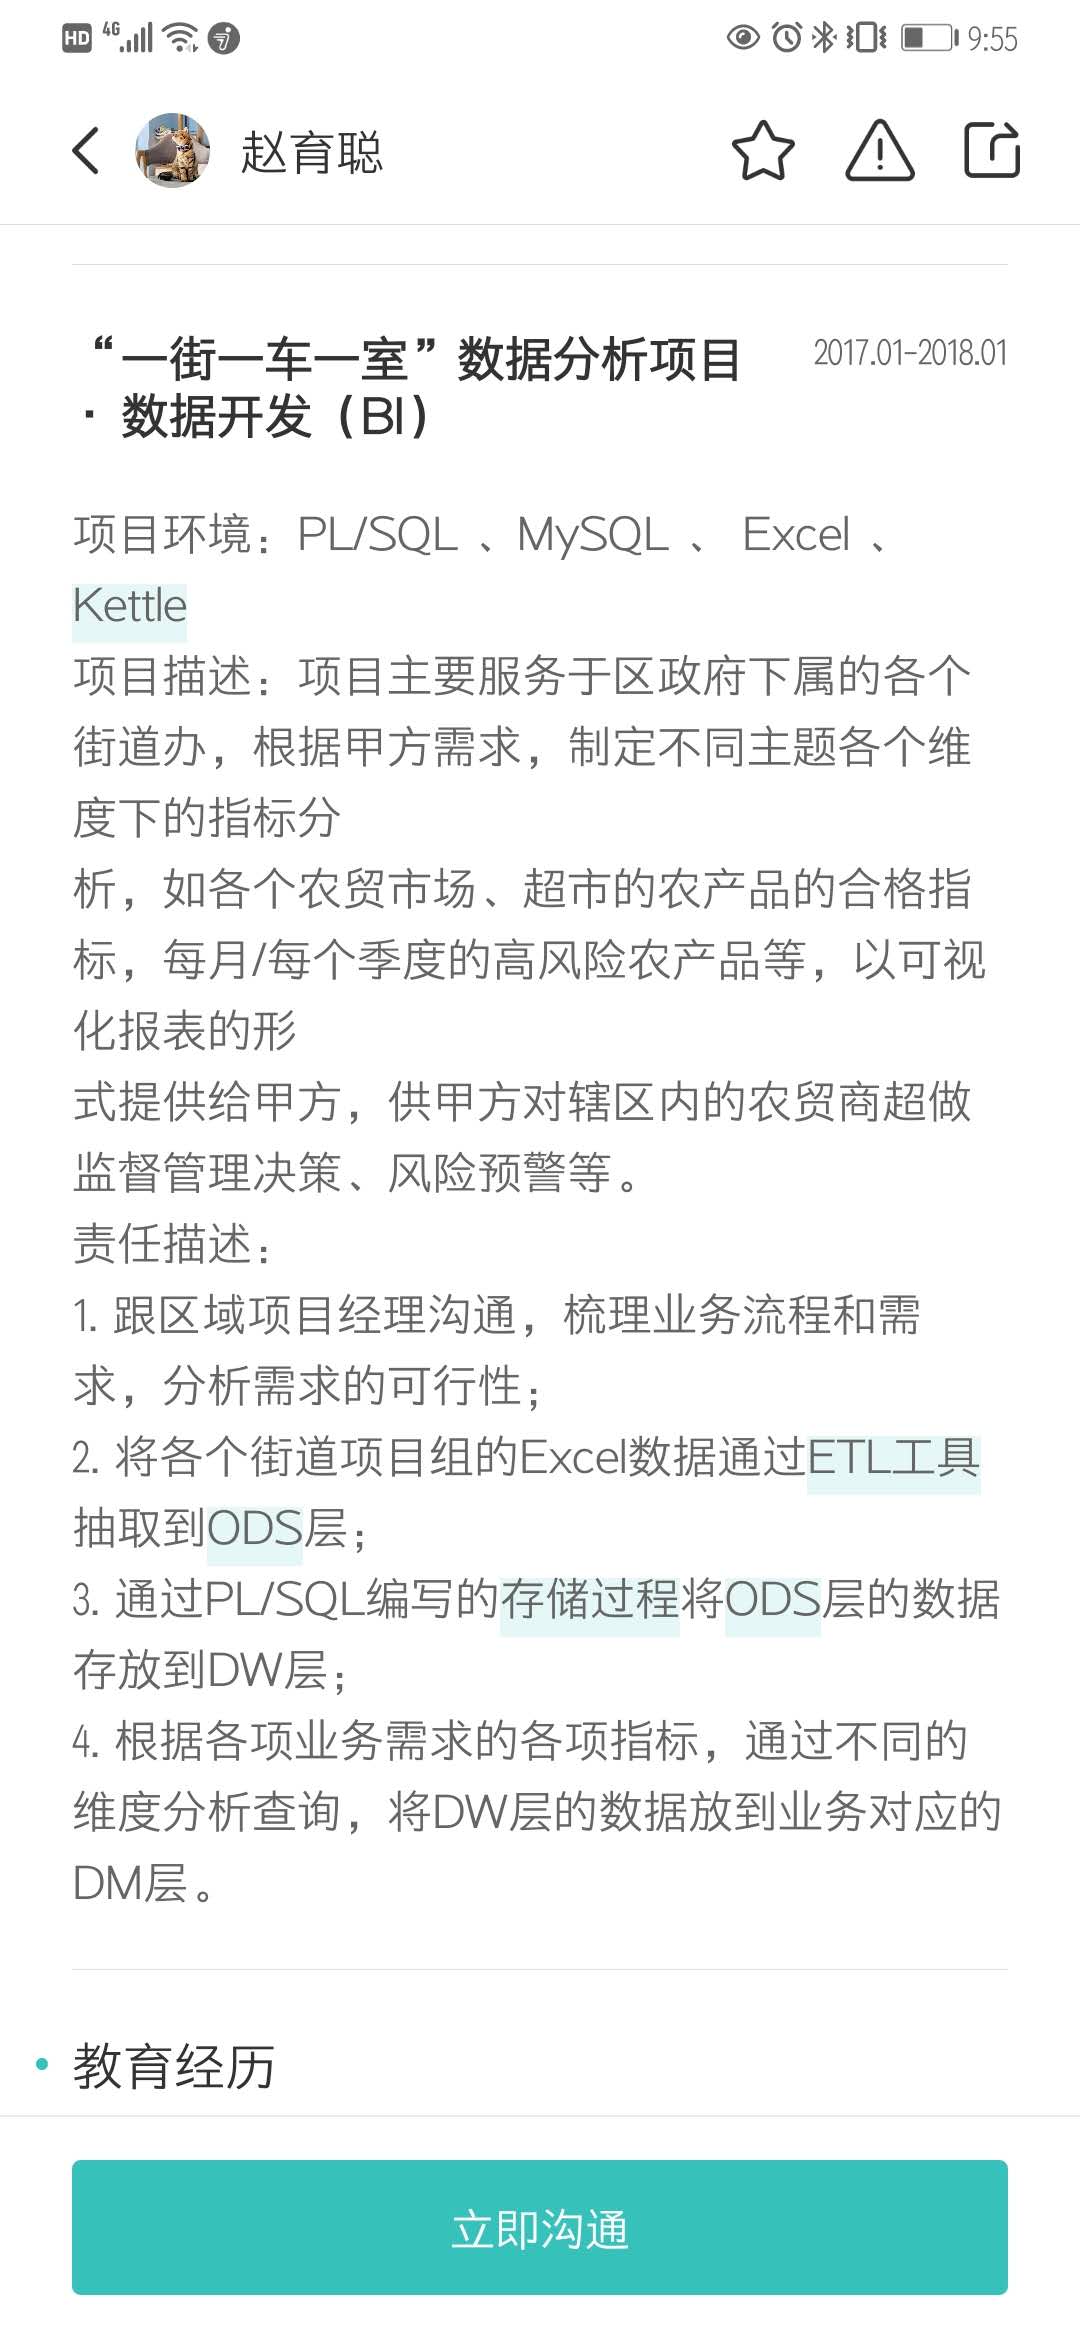 HD 4G 9:55
赵育聪
“一街一车一室”数据分析项目 2017.01-2018.01
· 数据开发（BI）
项目环境：PL/SQL 、MySQL 、 Excel 、
Kettle
项目描述：项目主要服务于区政府下属的各个
街道办，根据甲方需求，制定不同主题各个维
度下的指标分
析，如各个农贸市场、超市的农产品的合格指
标，每月/每个季度的高风险农产品等，以可视
化报表的形
式提供给甲方，供甲方对辖区内的农贸商超做
监督管理决策、风险预警等。
责任描述：
1. 跟区域项目经理沟通，梳理业务流程和需
求，分析需求的可行性；
2. 将各个街道项目组的Excel数据通过ETL工具
抽取到ODS层；
3. 通过PL/SQL编写的存储过程将ODS层的数据
存放到DW层；
4. 根据各项业务需求的各项指标，通过不同的
维度分析查询，将DW层的数据放到业务对应的
DM层。
教育经历
立即沟通